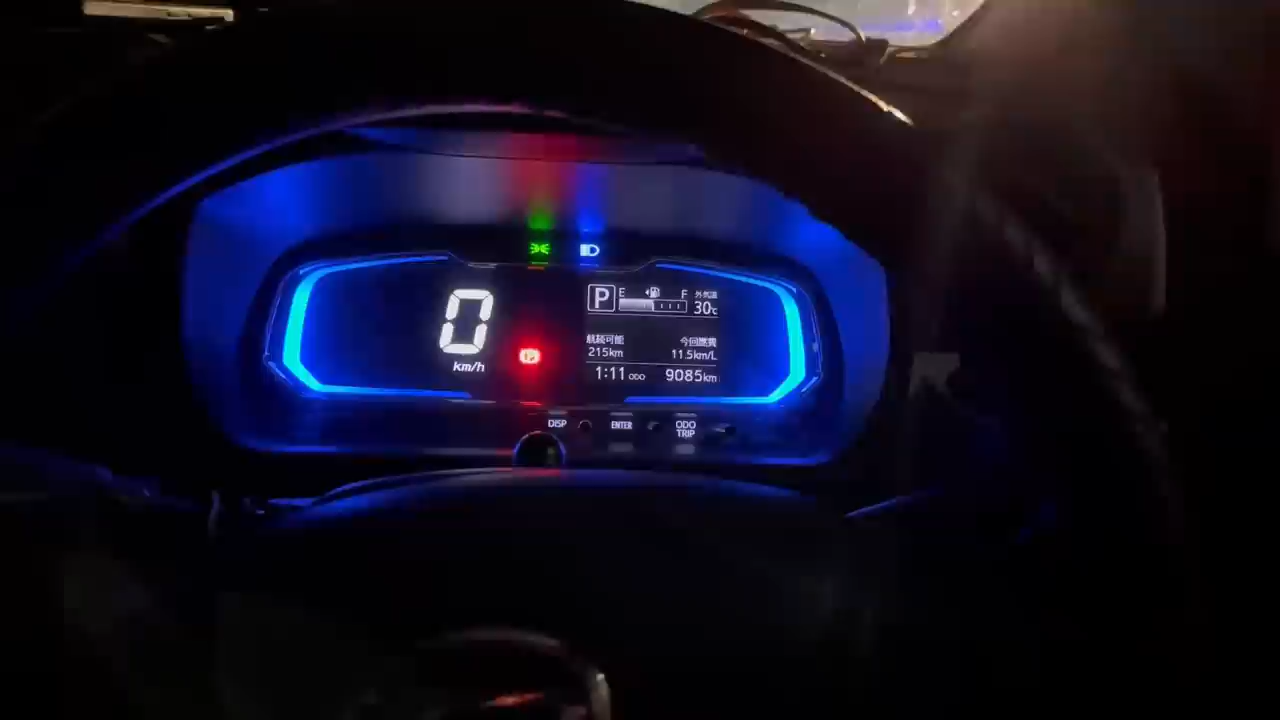 0
km/h
P
E F
外気温
30℃
航続可能
215km
今回燃費
11.5km/L
1:11
ODO 9085km
DISP
ENTER
ODO
TRIP